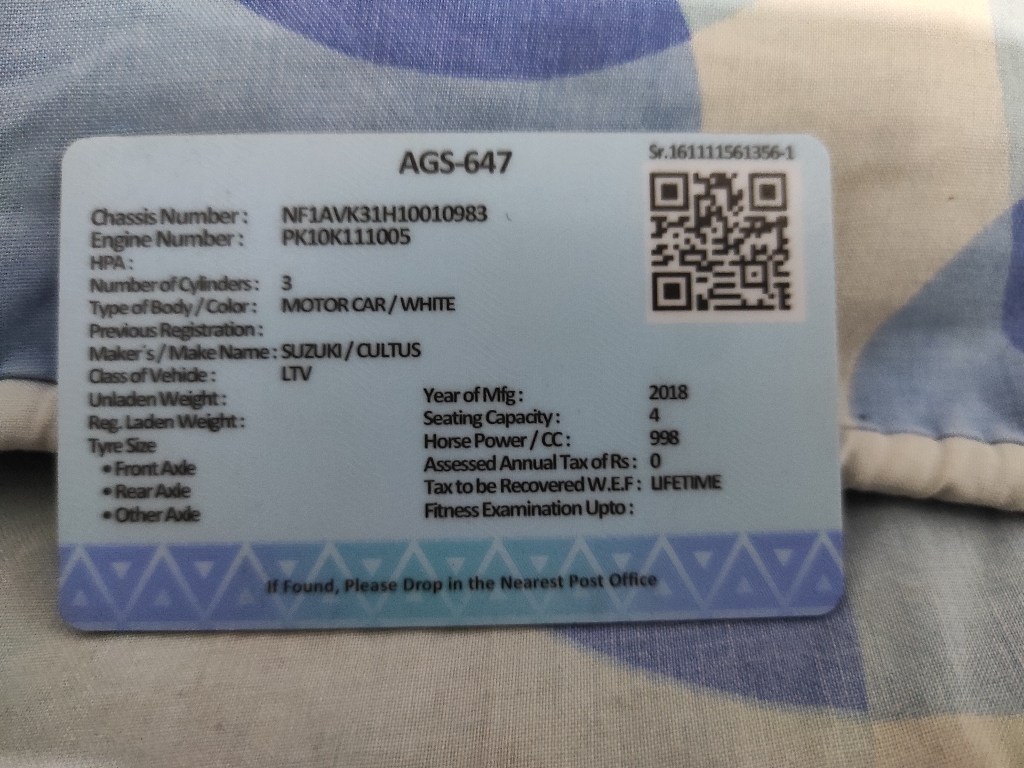 AGS-647
Sr.161111561356-1
Chassis Number : NF1AVK31H10010983
Engine Number : PK10K111005
HPA :
Number of Cylinders : 3
Type of Body / Color : MOTOR CAR / WHITE
Previous Registration :
Maker`s / Make Name : SUZUKI / CULTUS
Class of Vehicle : LTV
Unladen Weight :
Reg. Laden Weight :
Tyre Size
• Front Axle
• Rear Axle
• Other Axle
Year of Mfg : 2018
Seating Capacity : 4
Horse Power / CC : 998
Assessed Annual Tax of Rs : 0
Tax to be Recovered W.E.F : LIFETIME
Fitness Examination Upto :
If Found, Please Drop in the Nearest Post Office